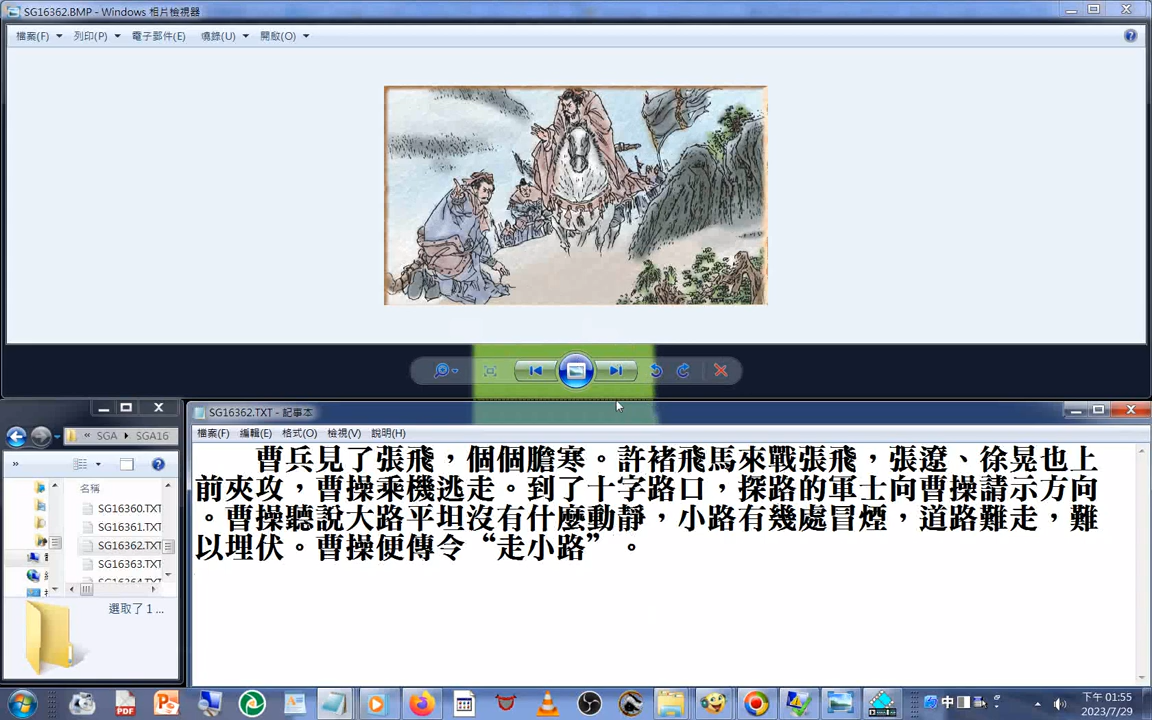 SG16362.BMP - Windows 相片檢視器
檔案(F) 列印(P) 電子郵件(E) 燒錄(U) 開啟(O)
SG16362.TXT - 記事本
檔案(F) 編輯(E) 格式(O) 檢視(V) 說明(H)
曹兵見了張飛，個個膽寒。許褚飛馬來戰張飛，張遼、徐晃也上
前夾攻，曹操乘機逃走。到了十字路口，探路的軍士向曹操請示方向
。曹操聽說大路平坦沒有什麼動靜，小路有幾處冒煙，道路難走，難
以埋伏。曹操便傳令“走小路”。
« SGA ▸ SGA16
»
名稱
SG16360.TXT
SG16361.TXT
SG16362.TXT
SG16363.TXT
SG16364.TXT
選取了 1 ...
PDF
中
下午 01:55
2023/7/29